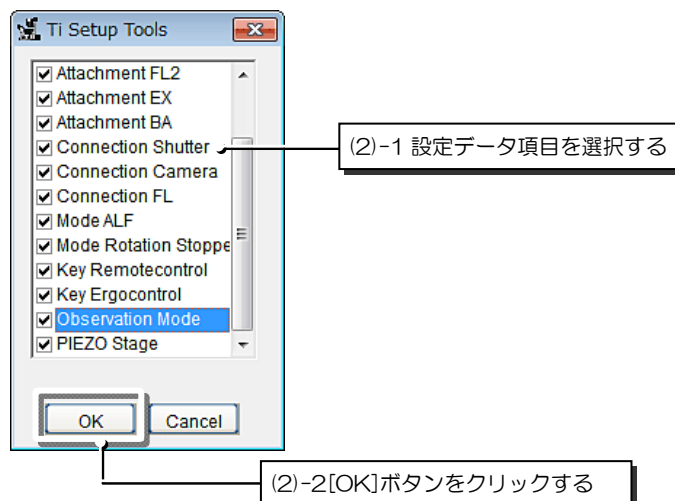 Ti Setup Tools
Attachment FL2
Attachment EX
Attachment BA
Connection Shutter
(2)-1 設定データ項目を選択する
Connection Camera
Connection FL
Mode ALF
Mode Rotation Stoppe
Key Remotecontrol
Key Ergocontrol
Observation Mode
PIEZO Stage
OK
Cancel
(2)-2[OK]ボタンをクリックする